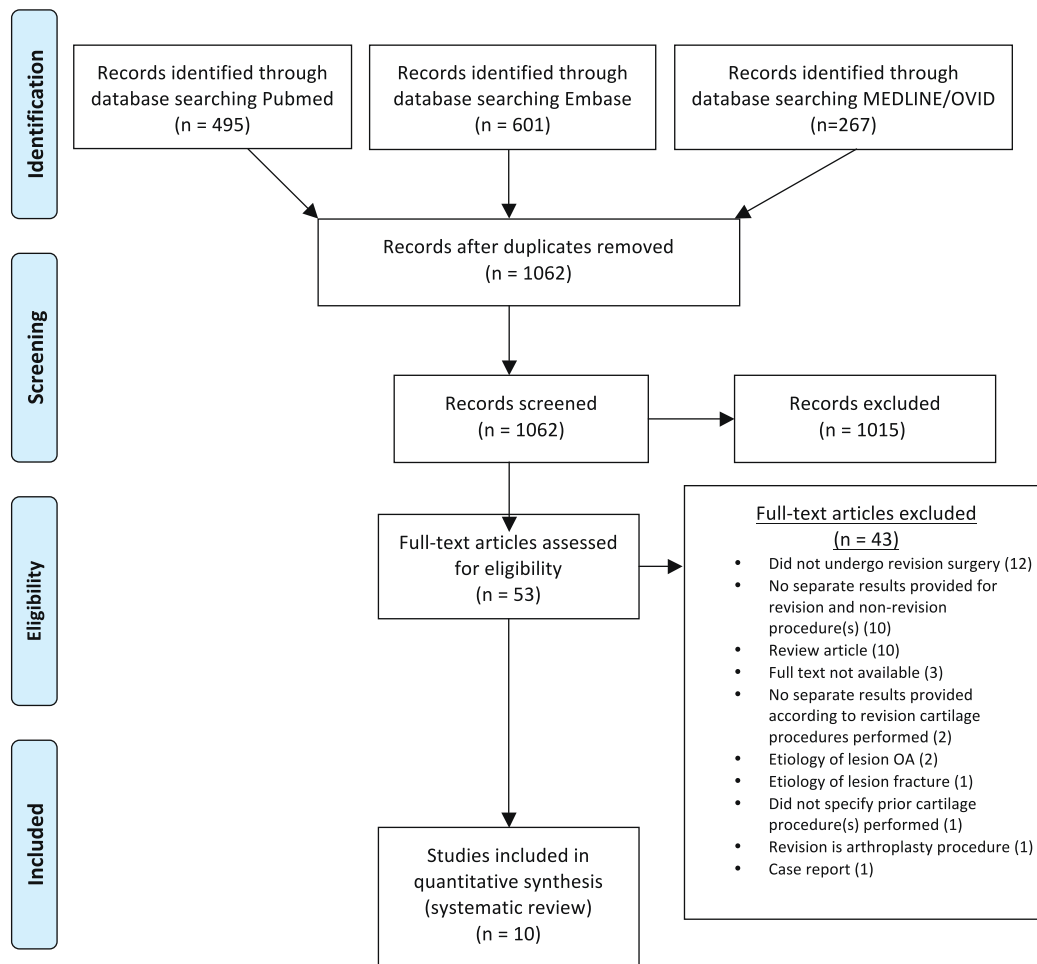 Identification
Records identified through
database searching Pubmed
(n = 495)
Records identified through
database searching Embase
(n = 601)
Records identified through
database searching MEDLINE/OVID
(n=267)
Records after duplicates removed
(n = 1062)
Screening
Records screened
(n = 1062)
Records excluded
(n = 1015)
Eligibility
Full-text articles assessed
for eligibility
(n = 53)
Full-text articles excluded
(n = 43)
• Did not undergo revision surgery (12)
• No separate results provided for
revision and non-revision
procedure(s) (10)
• Review article (10)
• Full text not available (3)
• No separate results provided
according to revision cartilage
procedures performed (2)
• Etiology of lesion OA (2)
• Etiology of lesion fracture (1)
• Did not specify prior cartilage
procedure(s) performed (1)
• Revision is arthroplasty procedure (1)
• Case report (1)
Included
Studies included in
quantitative synthesis
(systematic review)
(n = 10)